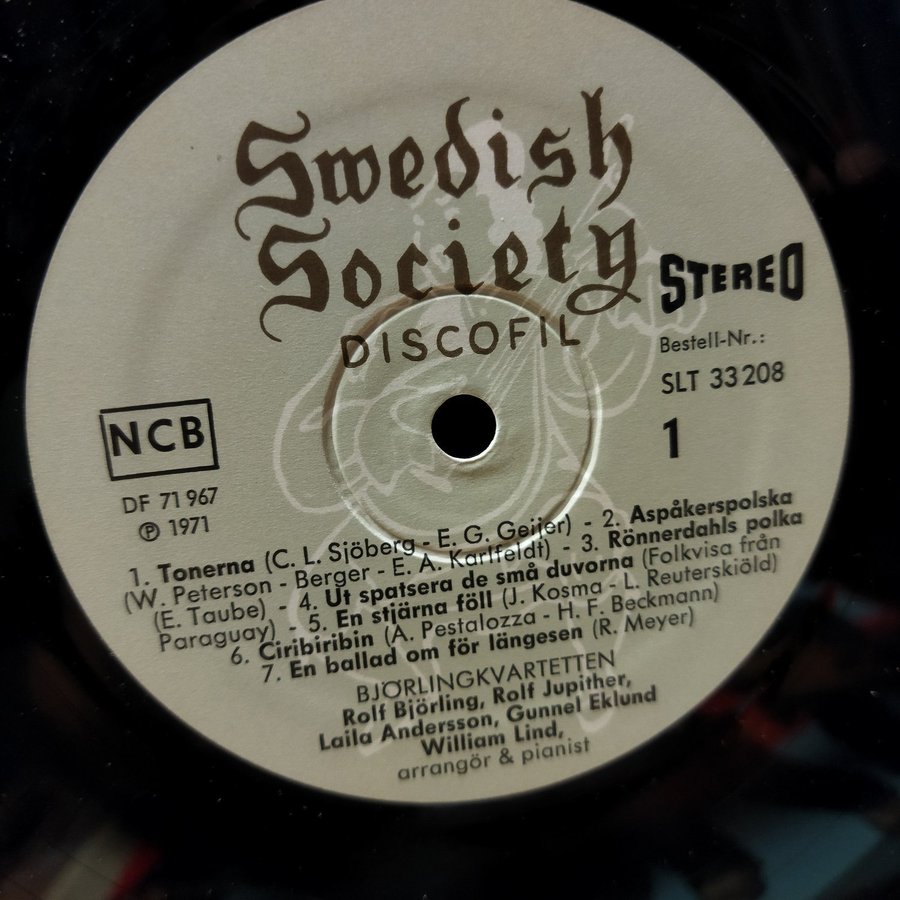 Swedish
Society
DISCOFIL
STEREO
Bestell-Nr.:
SLT 33 208
1
NCB
DF 71 967
℗ 1971
1. Tonerna (C. L. Sjöberg - E. G. Geijer) - 2. Aspåkerspolska
(W. Peterson - Berger - E. A. Karlfeldt) - 3. Rönnerdahls polka
(E. Taube) - 4. Ut spatsera de små duvorna (Folkvisa från
Paraguay) - 5. En stjärna föll (J. Kosma - L. Reuterskiöld)
6. Ciribiribin (A. Pestalozza - H. F. Beckmann)
7. En ballad om för längesen (R. Meyer)
BJÖRLINGKVARTETTEN
Rolf Björling, Rolf Jupither,
Laila Andersson, Gunnel Eklund
William Lind,
arrangör & pianist